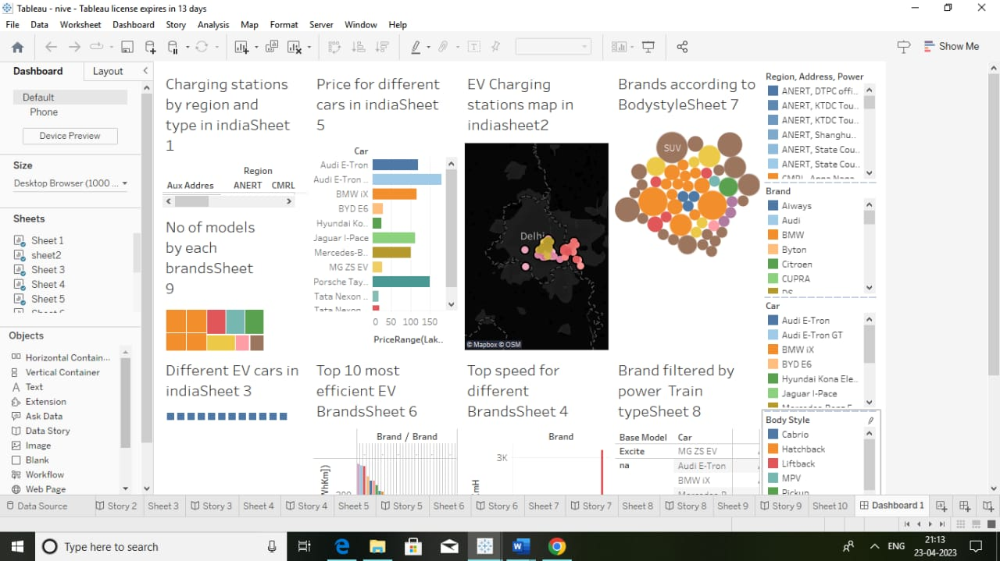 Tableau - nive - Tableau license expires in 13 days
File Data Worksheet Dashboard Story Analysis Map Format Server Window Help
Show Me
Dashboard Layout
Default
Phone
Device Preview
Size
Desktop Browser (1000 ...
Sheets
Sheet 1
sheet2
Sheet 3
Sheet 4
Sheet 5
Objects
Horizontal Contain...
Vertical Container
Text
Extension
Ask Data
Data Story
Image
Blank
Workflow
Web Page
Charging stations
by region and
type in indiaSheet
1
Region
Aux Addres ANERT CMRL
No of models
by each
brandsSheet
9
Different EV cars in
indiaSheet 3
Price for different
cars in indiaSheet
5
Car
Audi E-Tron
Audi E-Tron ..
BMW iX
BYD E6
Hyundai Ko..
Jaguar I-Pace
Mercedes-B..
MG ZS EV
Porsche Tay..
Tata Nexon ..
Tata Nexon
0 50 100 150
PriceRange(Lak..
Top 10 most
efficient EV
BrandsSheet 6
Brand / Brand
EV Charging
stations map in
indiasheet2
Delhi
© Mapbox © OSM
Top speed for
different
BrandsSheet 4
Brand
3K
Brands according to
BodystyleSheet 7
SUV
Brand filtered by
power Train
typeSheet 8
Base Model Car
Excite MG ZS EV
na Audi E-Tron
BMW iX
Region, Address, Power
ANERT, DTPC offi..
ANERT, KTDC Tou..
ANERT, KTDC Tou..
ANERT, Shanghu..
ANERT, State Cou..
ANERT, State Cou..
Brand
Always
Audi
BMW
Byton
Citroen
CUPRA
DS
Car
Audi E-Tron
Audi E-Tron GT
BMW iX
BYD E6
Hyundai Kona Ele..
Jaguar I-Pace
Body Style
Cabrio
Hatchback
Liftback
MPV
Pickup
Data Source Story 2 Sheet 3 Story 3 Sheet 4 Story 4 Sheet 5 Story 5 Sheet 6 Story 6 Sheet 7 Story 7 Sheet 8 Story 8 Sheet 9 Story 9 Sheet 10 Dashboard 1
Type here to search
ENG
21:13
23-04-2023